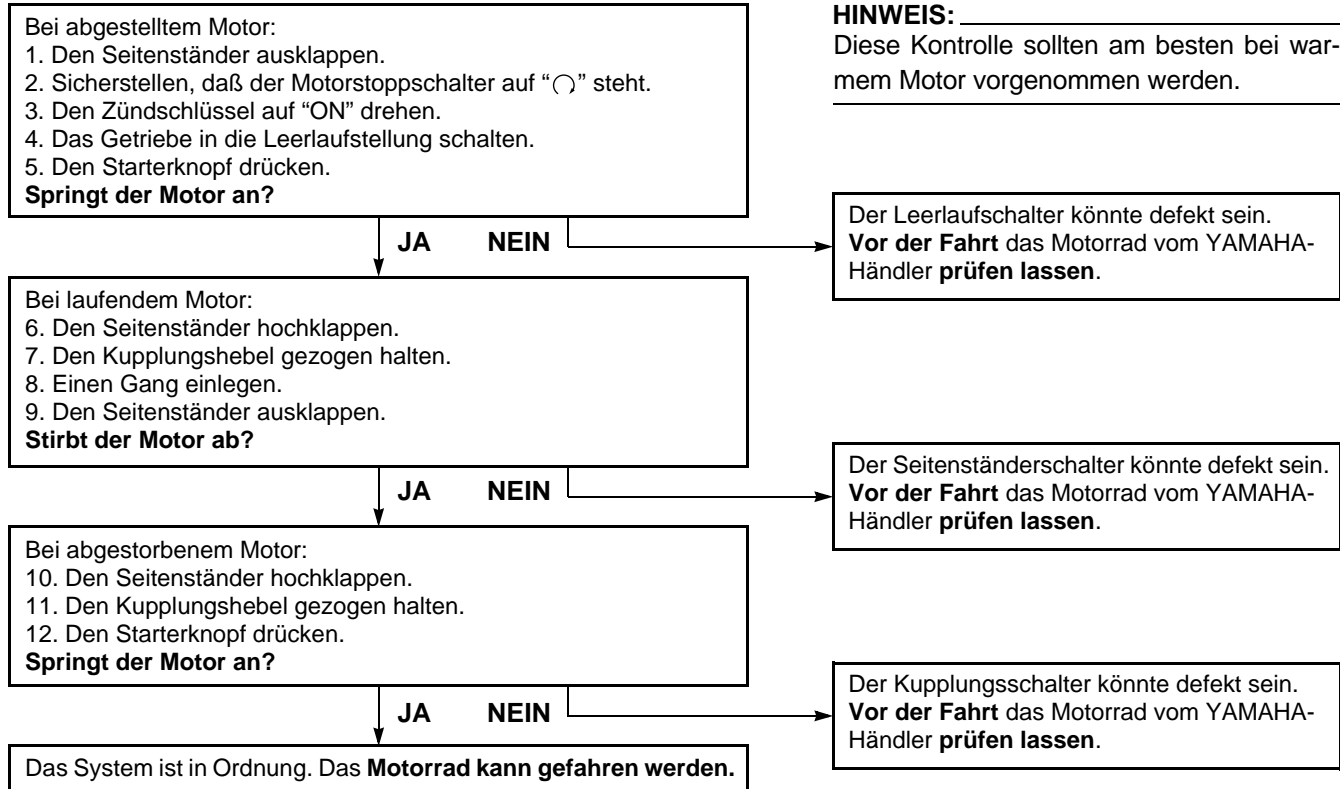 Bei abgestelltem Motor:
1. Den Seitenständer ausklappen.
2. Sicherstellen, daß der Motorstoppschalter auf “⌒” steht.
3. Den Zündschlüssel auf “ON” drehen.
4. Das Getriebe in die Leerlaufstellung schalten.
5. Den Starterknopf drücken.
Springt der Motor an?
HINWEIS:
Diese Kontrolle sollten am besten bei war-
mem Motor vorgenommen werden.
JA NEIN
Der Leerlaufschalter könnte defekt sein.
Vor der Fahrt das Motorrad vom YAMAHA-
Händler prüfen lassen.
Bei laufendem Motor:
6. Den Seitenständer hochklappen.
7. Den Kupplungshebel gezogen halten.
8. Einen Gang einlegen.
9. Den Seitenständer ausklappen.
Stirbt der Motor ab?
JA NEIN
Der Seitenständerschalter könnte defekt sein.
Vor der Fahrt das Motorrad vom YAMAHA-
Händler prüfen lassen.
Bei abgestorbenem Motor:
10. Den Seitenständer hochklappen.
11. Den Kupplungshebel gezogen halten.
12. Den Starterknopf drücken.
Springt der Motor an?
JA NEIN
Der Kupplungsschalter könnte defekt sein.
Vor der Fahrt das Motorrad vom YAMAHA-
Händler prüfen lassen.
Das System ist in Ordnung. Das Motorrad kann gefahren werden.